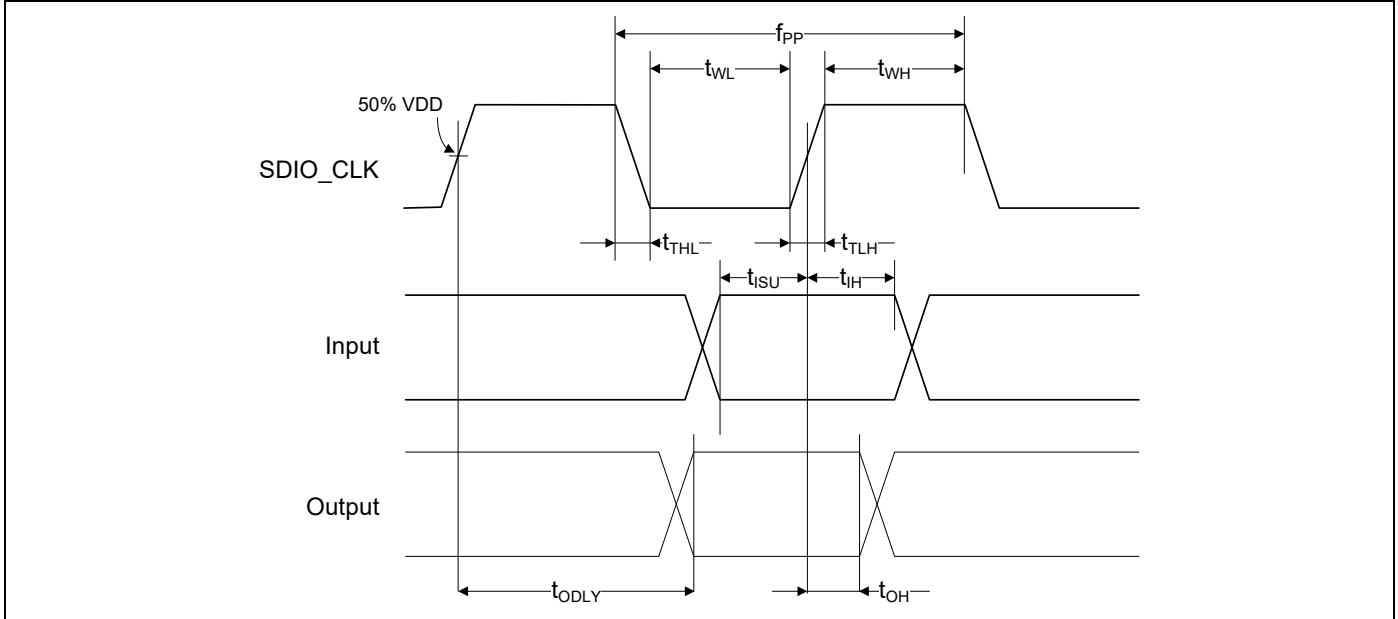 fPP
tWL
tWH
50% VDD
SDIO_CLK
tTHL
tTLH
tISU
tIH
Input
Output
tODLY
tOH